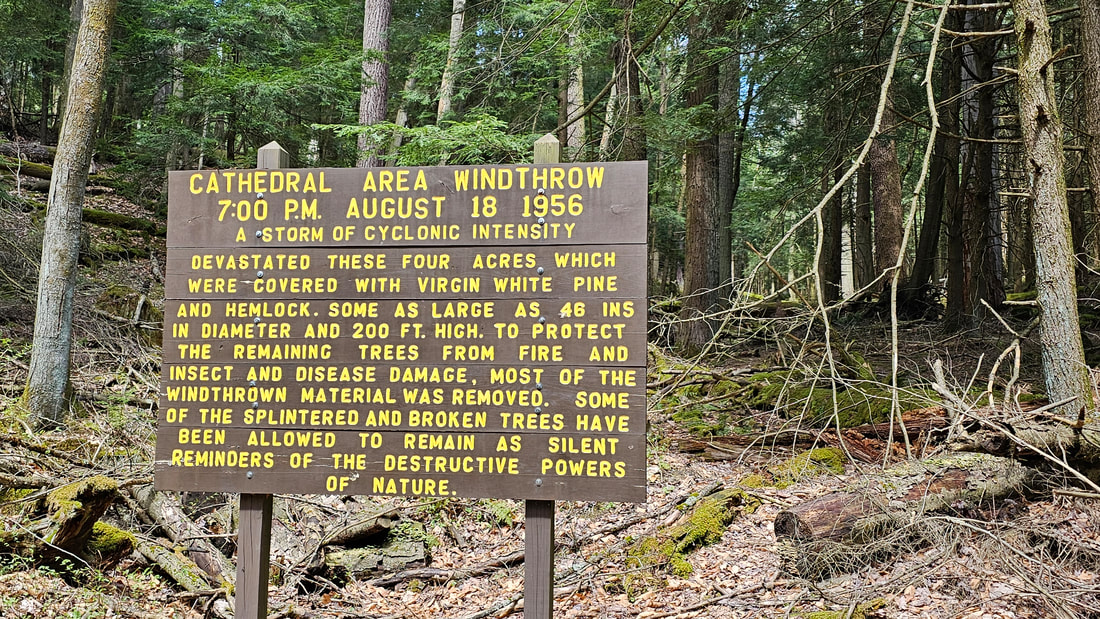 CATHEDRAL AREA WINDTHROW
7:00 P.M. AUGUST 18 1956
A STORM OF CYCLONIC INTENSITY
DEVASTATED THESE FOUR ACRES WHICH
WERE COVERED WITH VIRGIN WHITE PINE
AND HEMLOCK. SOME AS LARGE AS 46 INS
IN DIAMETER AND 200 FT. HIGH. TO PROTECT
THE REMAINING TREES FROM FIRE AND
INSECT AND DISEASE DAMAGE, MOST OF THE
WINDTHROWN MATERIAL WAS REMOVED. SOME
OF THE SPLINTERED AND BROKEN TREES HAVE
BEEN ALLOWED TO REMAIN AS SILENT
REMINDERS OF THE DESTRUCTIVE POWERS
OF NATURE.